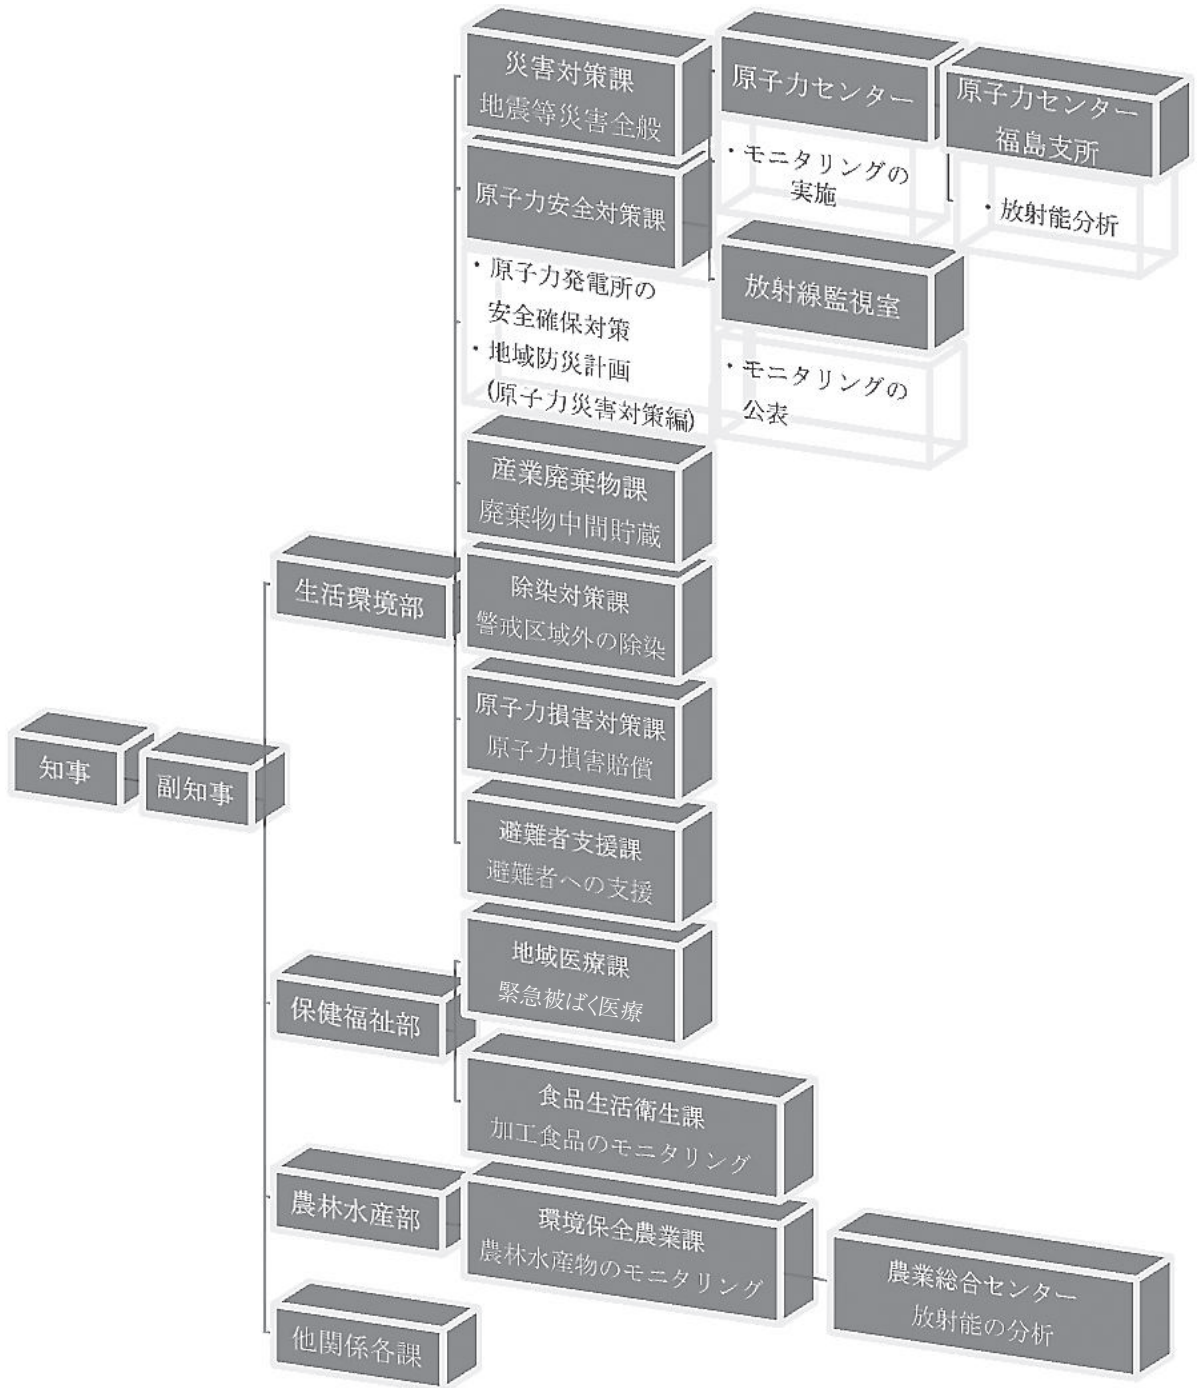 災害対策課
地震等災害全般
原子力センター
原子力センター
福島支所
・モニタリングの
実施
・放射能分析
原子力安全対策課
・原子力発電所の
安全確保対策
・地域防災計画
(原子力災害対策編)
放射線監視室
・モニタリングの
公表
産業廃棄物課
廃棄物中間貯蔵
生活環境部
除染対策課
警戒区域外の除染
原子力損害対策課
原子力損害賠償
知事
副知事
避難者支援課
避難者への支援
地域医療課
緊急被ばく医療
保健福祉部
食品生活衛生課
加工食品のモニタリング
農林水産部
環境保全農業課
農林水産物のモニタリング
農業総合センター
放射能の分析
他関係各課